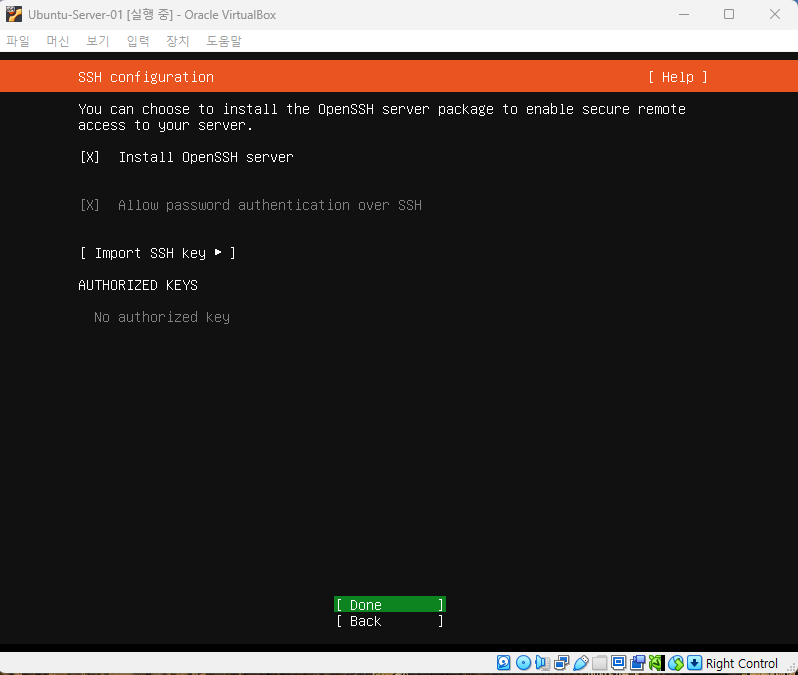 Ubuntu-Server-01 [실행 중] - Oracle VirtualBox
파일 머신 보기 입력 장치 도움말
SSH configuration [ Help ]
You can choose to install the OpenSSH server package to enable secure remote
access to your server.
[X] Install OpenSSH server
[X] Allow password authentication over SSH
[ Import SSH key ► ]
AUTHORIZED KEYS
No authorized key
[ Done ]
[ Back ]
Right Control